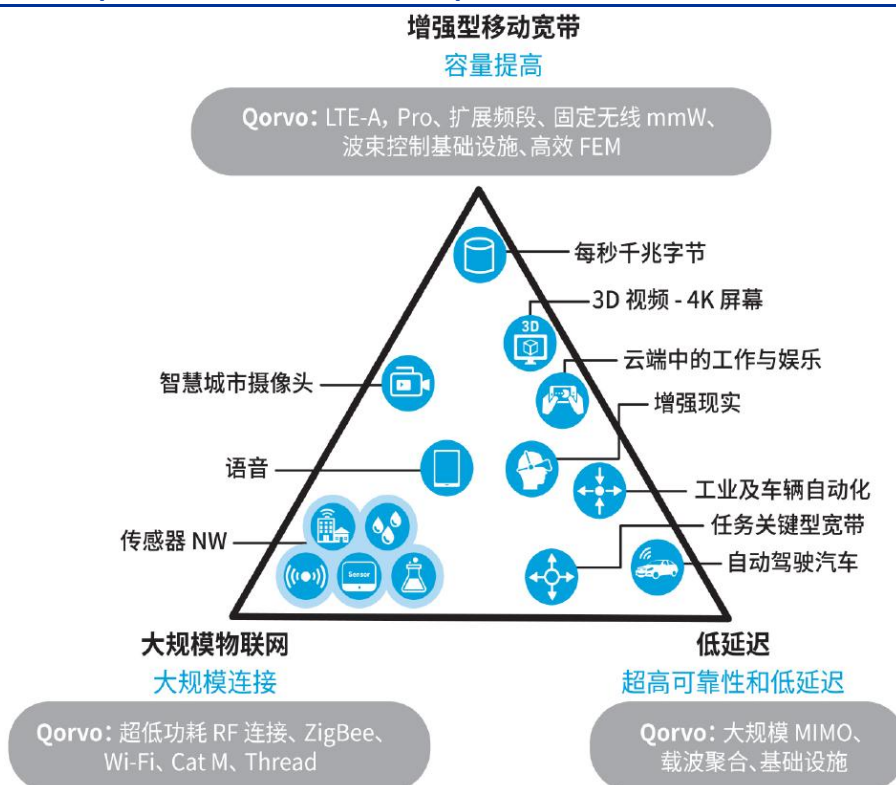 增强型移动宽带
容量提高
Qorvo：LTE-A，Pro、扩展频段、固定无线 mmW、
波束控制基础设施、高效 FEM
每秒千兆字节
3D 视频 - 4K 屏幕
3D
云端中的工作与娱乐
智慧城市摄像头
增强现实
语音
工业及车辆自动化
任务关键型宽带
传感器 NW
自动驾驶汽车
Sensor
大规模物联网
大规模连接
Qorvo：超低功耗 RF 连接、ZigBee、
Wi-Fi、Cat M、Thread
低延迟
超高可靠性和低延迟
Qorvo：大规模 MIMO、
载波聚合、基础设施